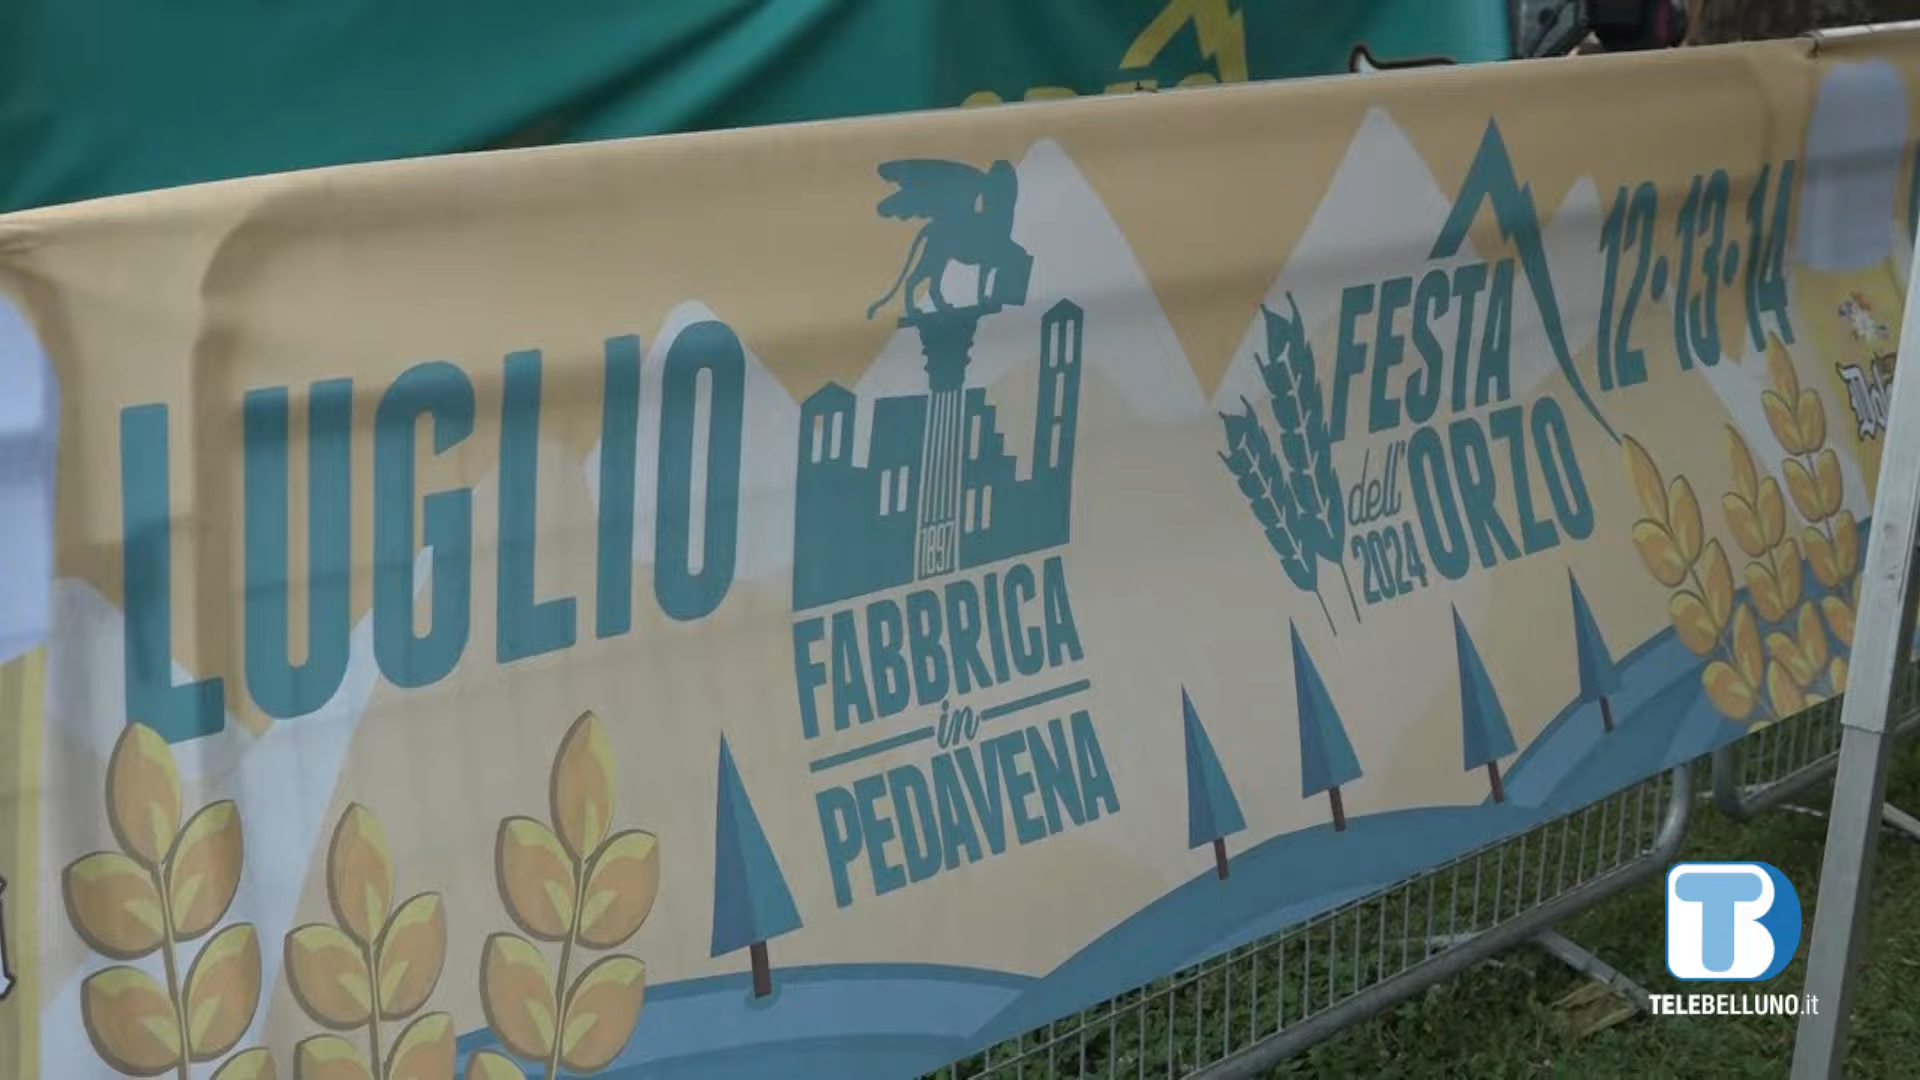 LUGLIO
1897
FABBRICA
in
PEDAVENA
FESTA
dell'
ORZO
2024
12•13•14
TELEBELLUNO.it